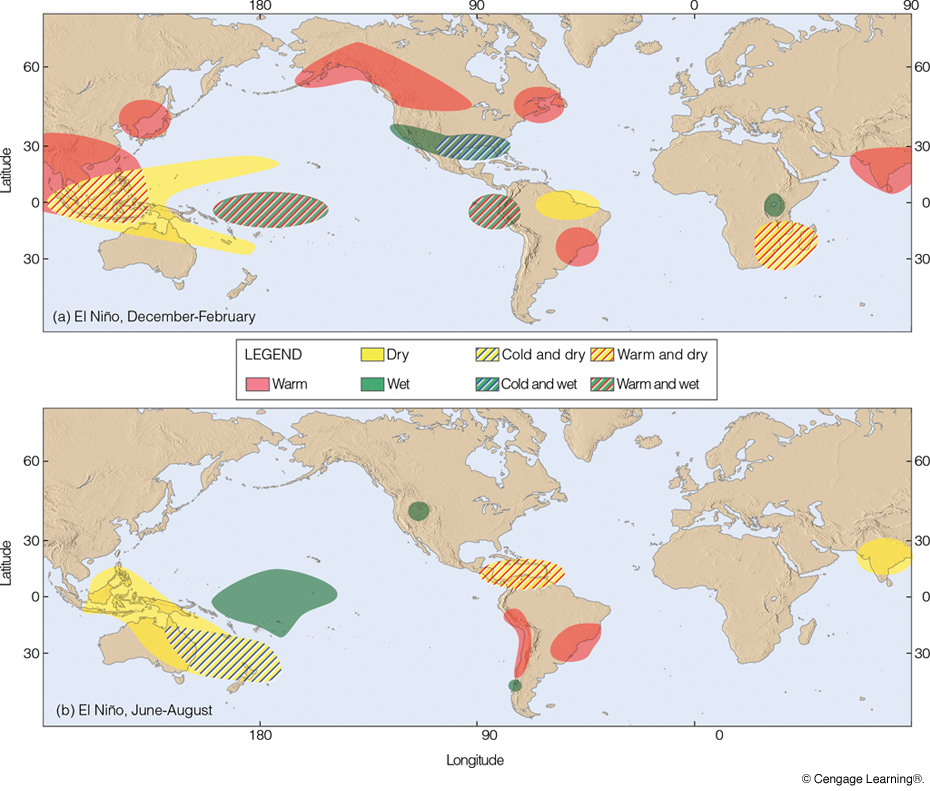 180 90 0 90
60 60
30 30
0 0
30 30
Latitude
(a) El Niño, December-February
LEGEND Dry Cold and dry Warm and dry
Warm Wet Cold and wet Warm and wet
60 60
30 30
0 0
30 30
Latitude
(b) El Niño, June-August
180 90 0
Longitude
© Cengage Learning®.